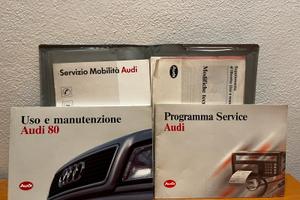 Servizio Mobilità Audi
Modifiche
Uso e manutenzione
Audi 80
Audi
Programma Service
Audi
Audi